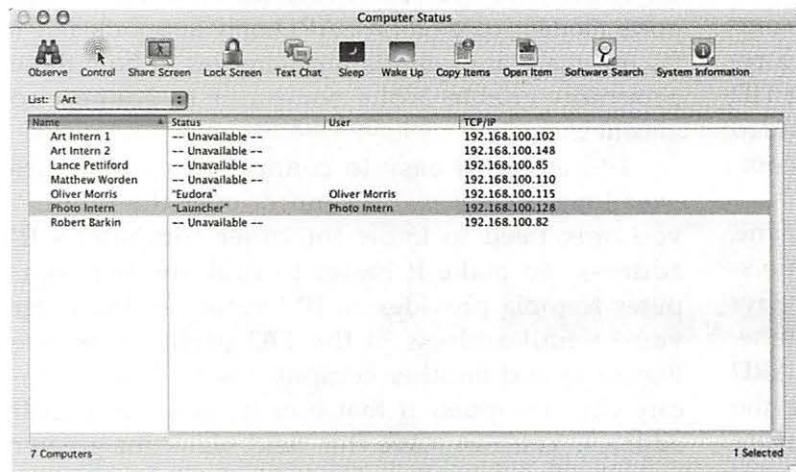 Computer Status
Observe Control Share Screen Lock Screen Text Chat Sleep Wake Up Copy Items Open Item Software Search System Information
List: Art
Name Status User TCP/IP
Art Intern 1 -- Unavailable -- 192.168.100.102
Art Intern 2 -- Unavailable -- 192.168.100.148
Lance Pettiford -- Unavailable -- 192.168.100.85
Matthew Worden -- Unavailable -- 192.168.100.110
Oliver Morris "Eudora" Oliver Morris 192.168.100.115
Photo Intern "Launcher" Photo Intern 192.168.100.128
Robert Barkin -- Unavailable -- 192.168.100.82
7 Computers 1 Selected